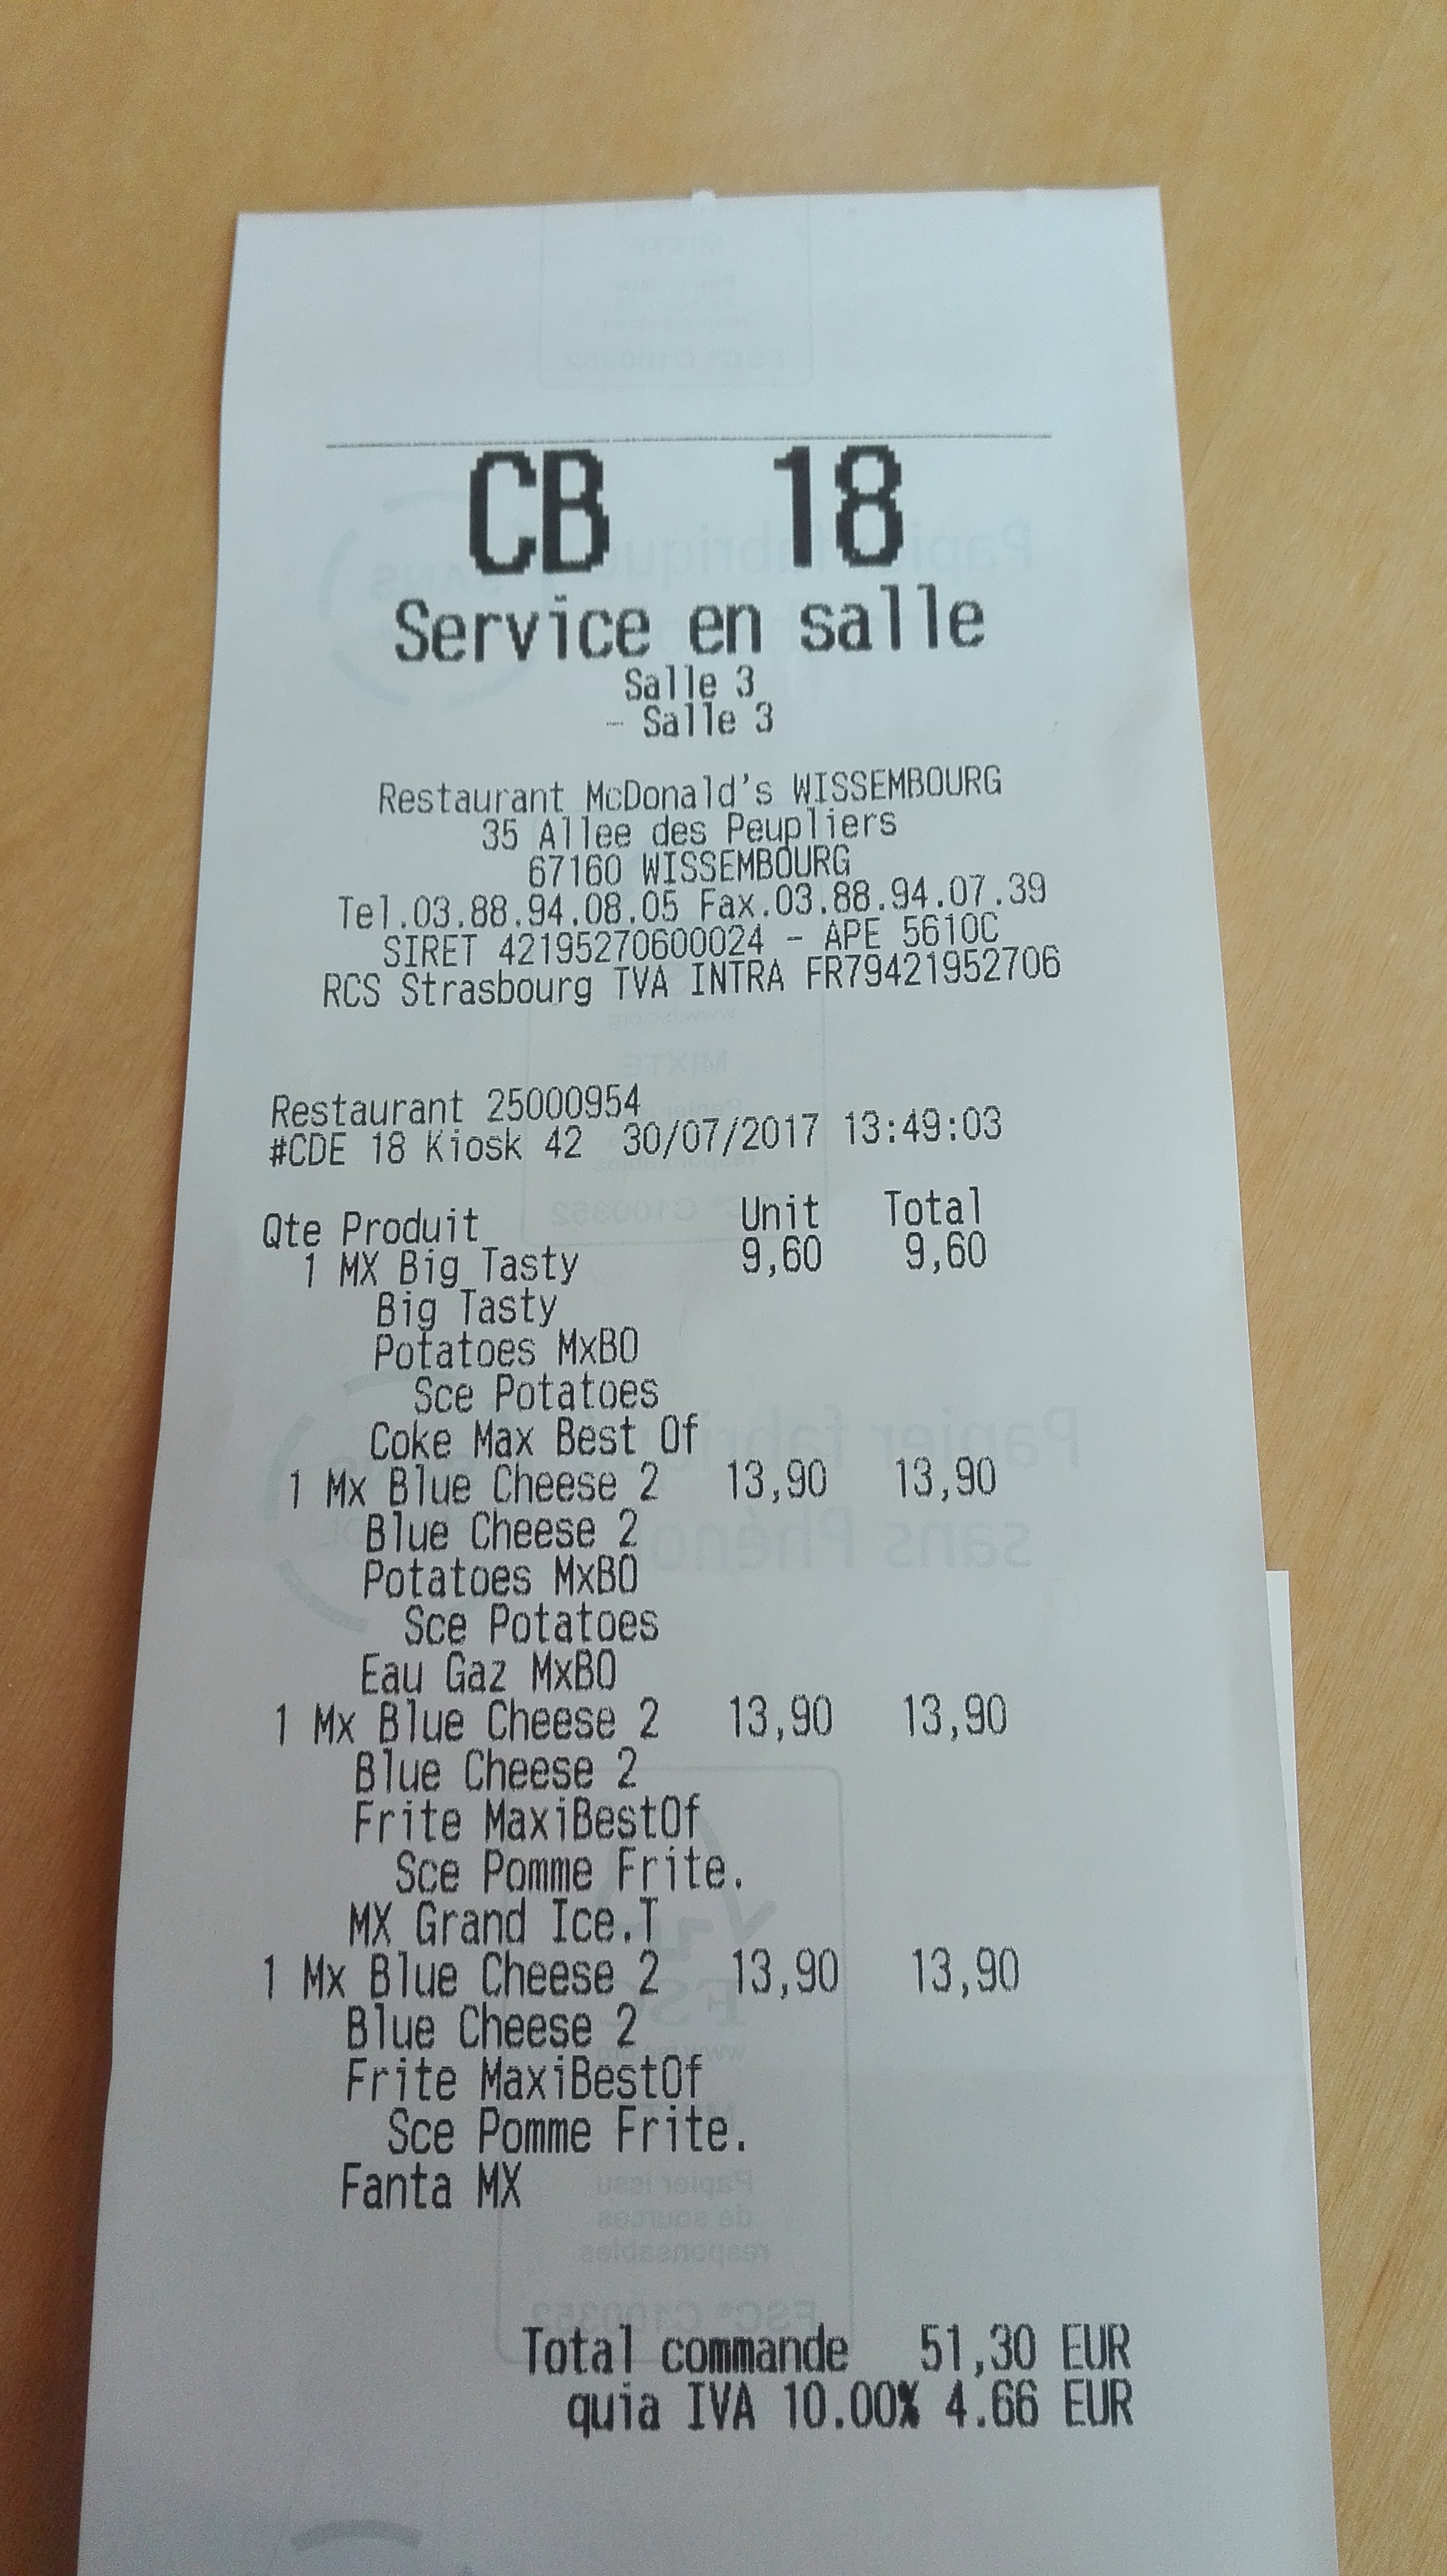 CB 18
Service en salle
Salle 3
- Salle 3
Restaurant McDonald's WISSEMBOURG
35 Allee des Peupliers
67160 WISSEMBOURG
Tel.03.88.94.08.05 Fax.03.88.94.07.39
SIRET 42195270600024 - APE 5610C
RCS Strasbourg TVA INTRA FR79421952706
Restaurant 25000954
#CDE 18 Kiosk 42 30/07/2017 13:49:03
Qte Produit Unit Total
1 MX Big Tasty 9,60 9,60
Big Tasty
Potatoes MxBO
Sce Potatoes
Coke Max Best Of
1 Mx Blue Cheese 2 13,90 13,90
Blue Cheese 2
Potatoes MxBO
Sce Potatoes
Eau Gaz MxBO
1 Mx Blue Cheese 2 13,90 13,90
Blue Cheese 2
Frite MaxiBestOf
Sce Pomme Frite.
MX Grand Ice.T
1 Mx Blue Cheese 2 13,90 13,90
Blue Cheese 2
Frite MaxiBestOf
Sce Pomme Frite.
Fanta MX
Total commande 51,30 EUR
quia IVA 10.00% 4.66 EUR